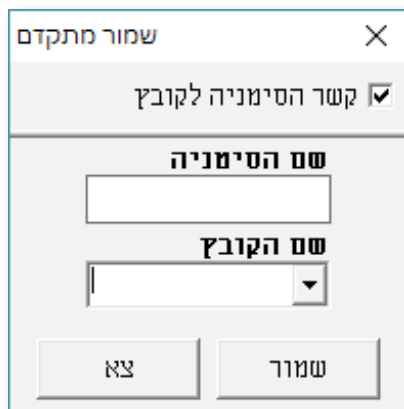 שמור מתקדם
קשר הסימניה לקובץ
שם הסימניה
שם הקובץ
שמור
צא